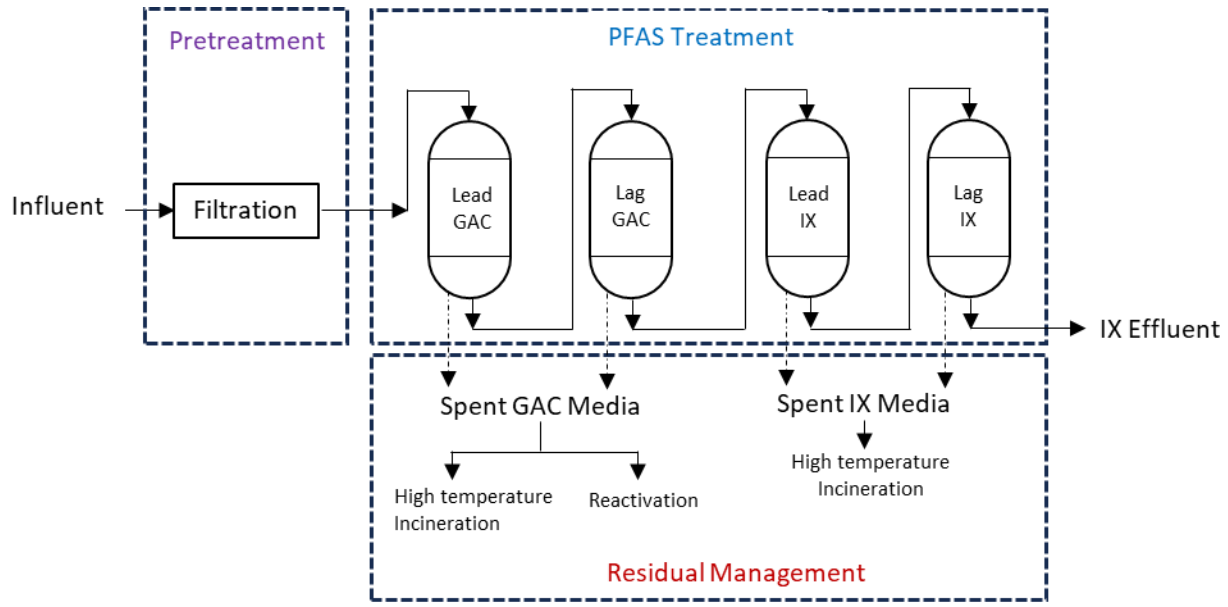 Pretreatment
PFAS Treatment
Influent
Filtration
Lead
GAC
Lag
GAC
Lead
IX
Lag
IX
IX Effluent
Spent GAC Media
Spent IX Media
High temperature
Incineration
Reactivation
High temperature
Incineration
Residual Management